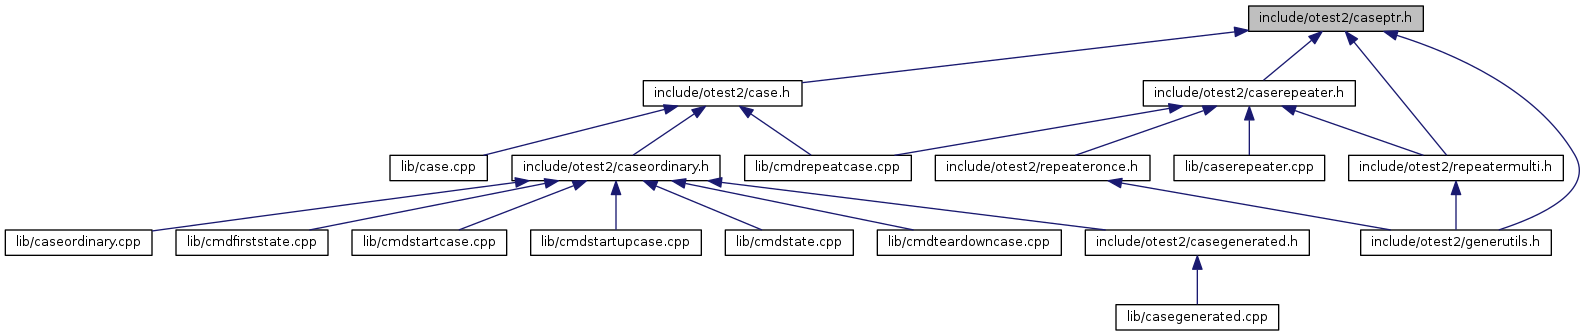 include/otest2/caseptr.h
include/otest2/case.h
include/otest2/caserepeater.h
lib/case.cpp
include/otest2/caseordinary.h
lib/cmdrepeatcase.cpp
include/otest2/repeateronce.h
lib/caserepeater.cpp
include/otest2/repeatermulti.h
lib/caseordinary.cpp
lib/cmdfirststate.cpp
lib/cmdstartcase.cpp
lib/cmdstartupcase.cpp
lib/cmdstate.cpp
lib/cmdteardowncase.cpp
include/otest2/casegenerated.h
include/otest2/generutils.h
lib/casegenerated.cpp